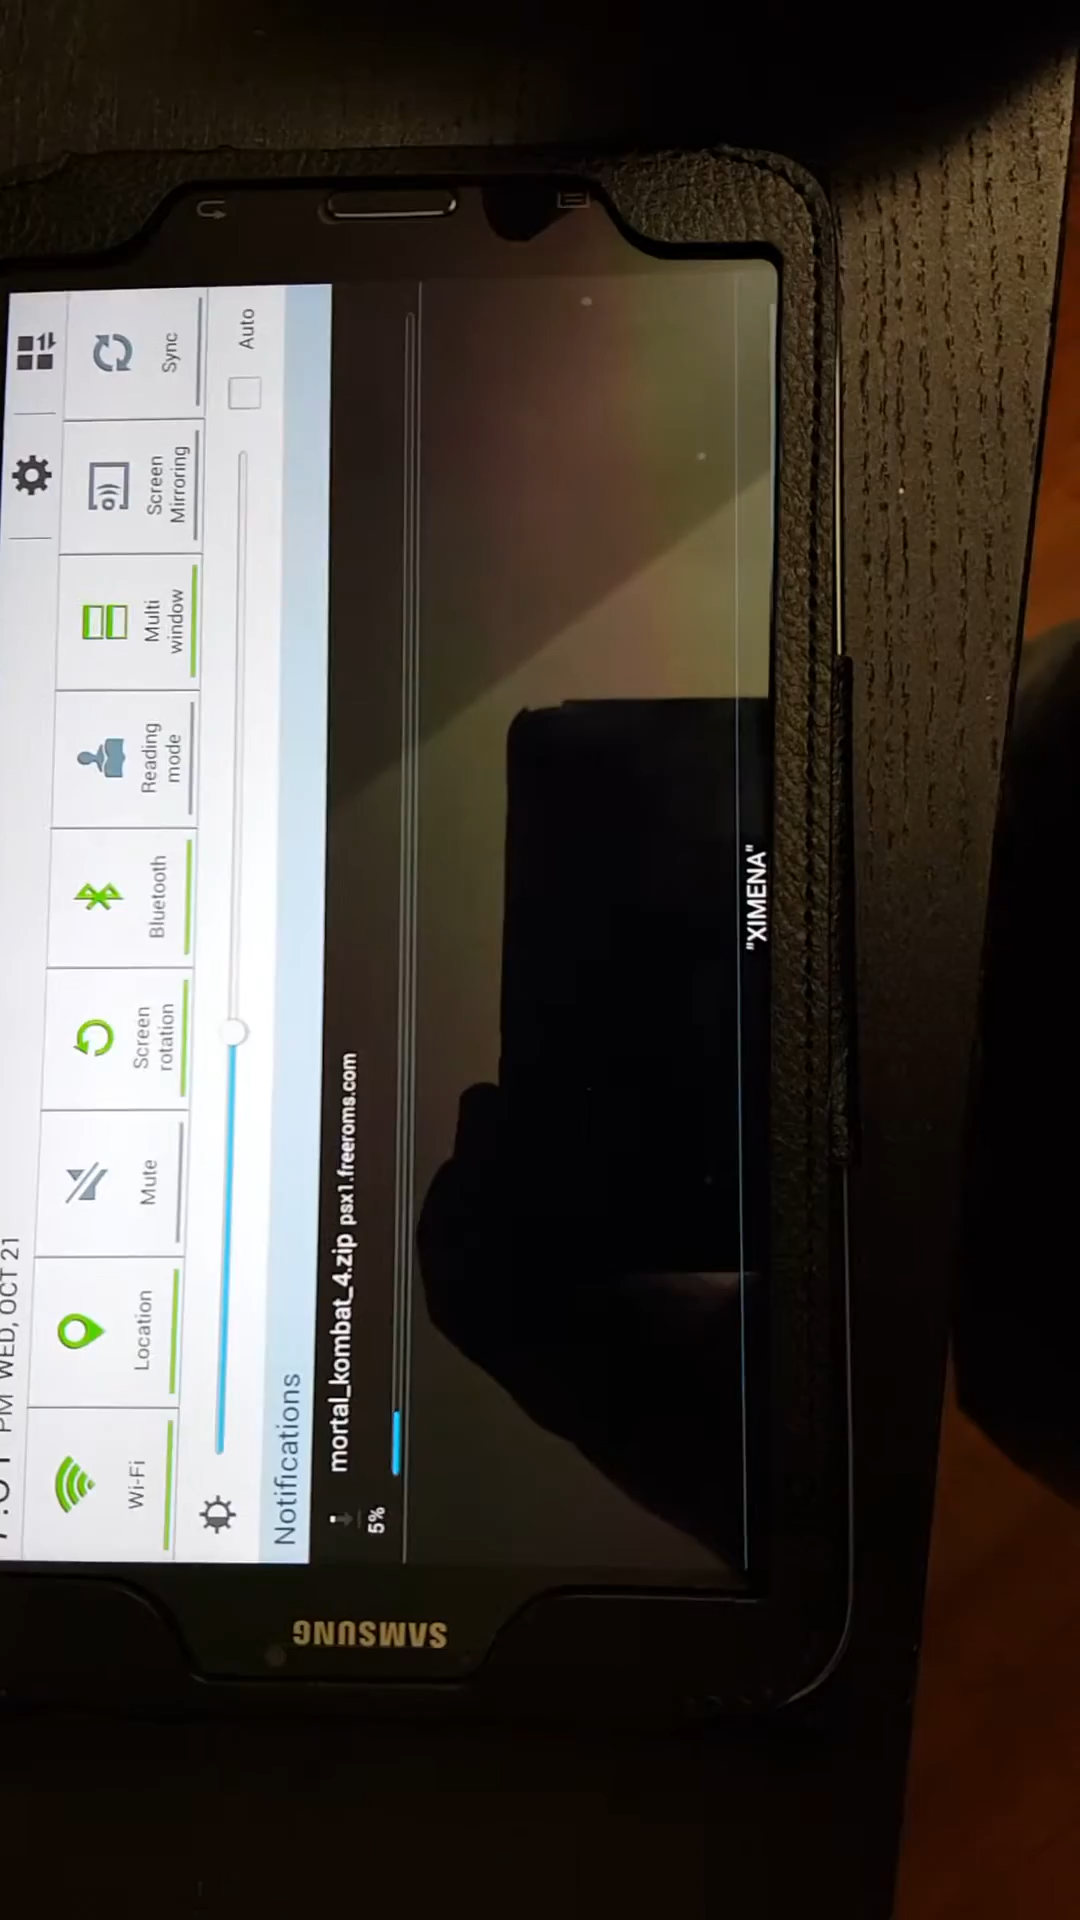 PM WED, OCT 21
Wi-Fi
Location
Mute
Screen
rotation
Bluetooth
Reading
mode
Multi
window
Screen
Mirroring
Sync
Auto
Notifications
mortal_kombat_4.zip psx1.freeroms.com
5%
"XIMENA"
SAMSUNG